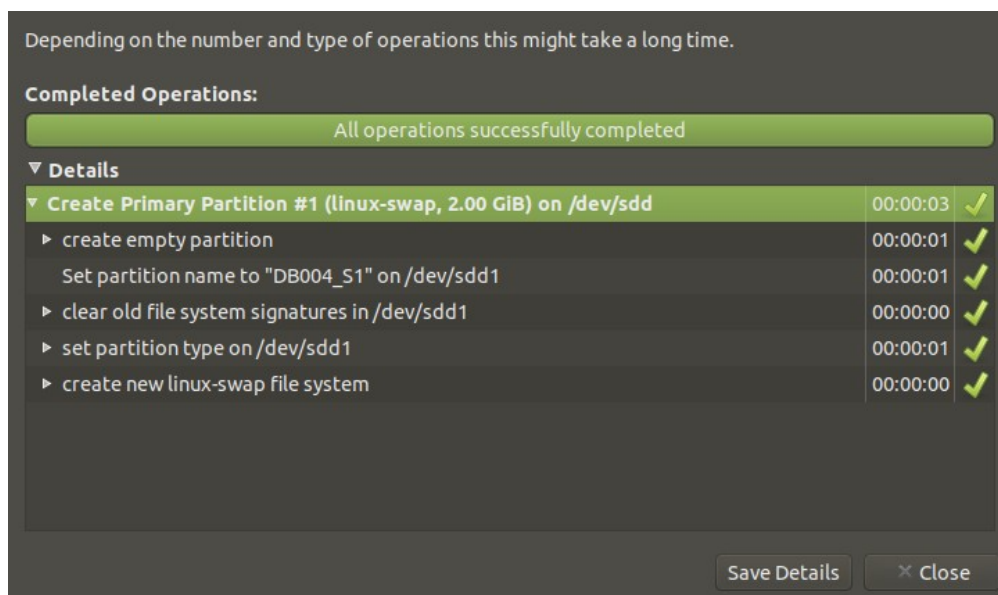 Depending on the number and type of operations this might take a long time.
Completed Operations:
All operations successfully completed
Details
Create Primary Partition #1 (linux-swap, 2.00 GiB) on /dev/sdd 00:00:03
create empty partition 00:00:01
Set partition name to "DB004_S1" on /dev/sdd1 00:00:01
clear old file system signatures in /dev/sdd1 00:00:00
set partition type on /dev/sdd1 00:00:01
create new linux-swap file system 00:00:00
Save Details Close